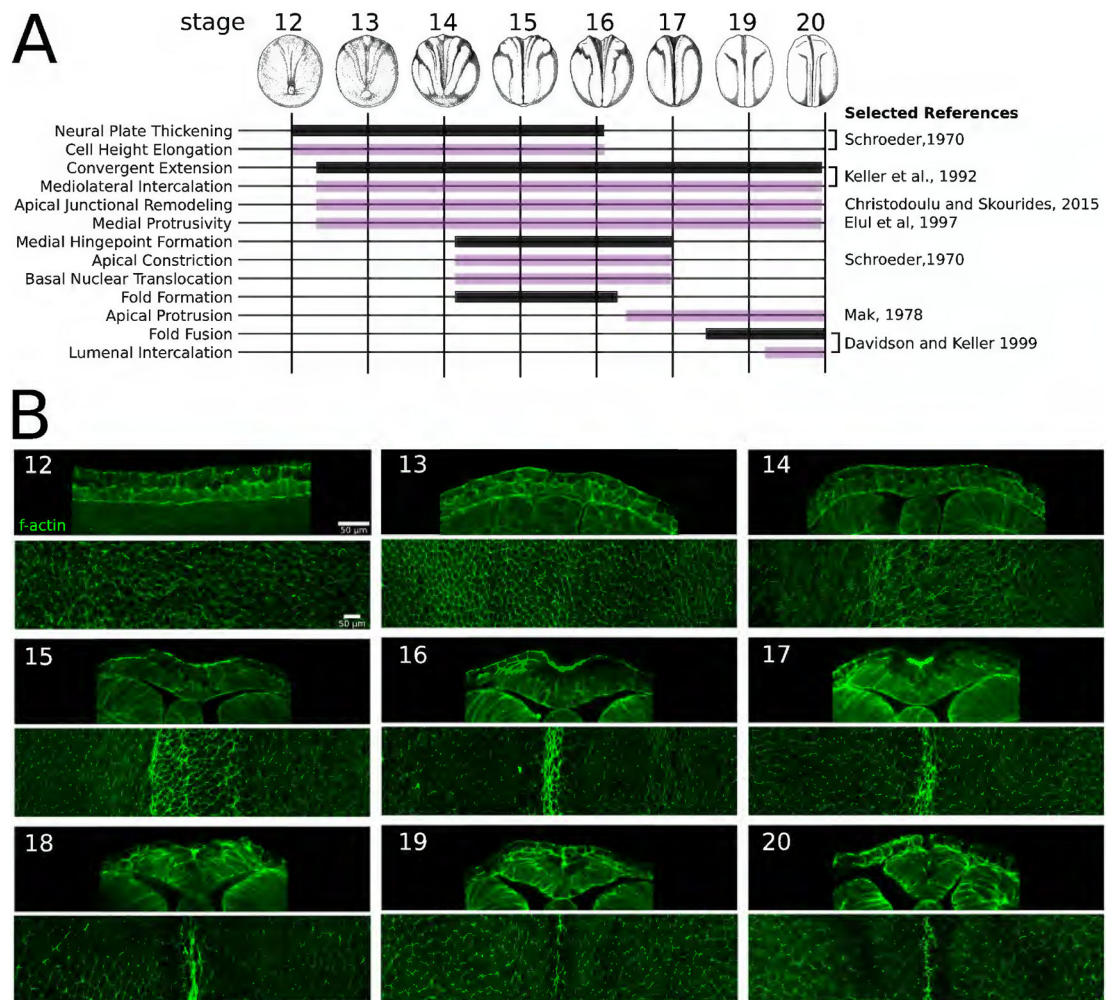 A
stage 12 13 14 15 16 17 19 20
Selected References
Neural Plate Thickening
Cell Height Elongation
Schroeder,1970
Convergent Extension
Mediolateral Intercalation
Keller et al., 1992
Apical Junctional Remodeling
Christodoulu and Skourides, 2015
Medial Protrusivity
Elul et al, 1997
Medial Hingepoint Formation
Apical Constriction
Schroeder,1970
Basal Nuclear Translocation
Fold Formation
Apical Protrusion
Mak, 1978
Fold Fusion
Lumenal Intercalation
Davidson and Keller 1999
B
12
f-actin
50 µm
50 µm
13
14
15
16
17
18
19
20